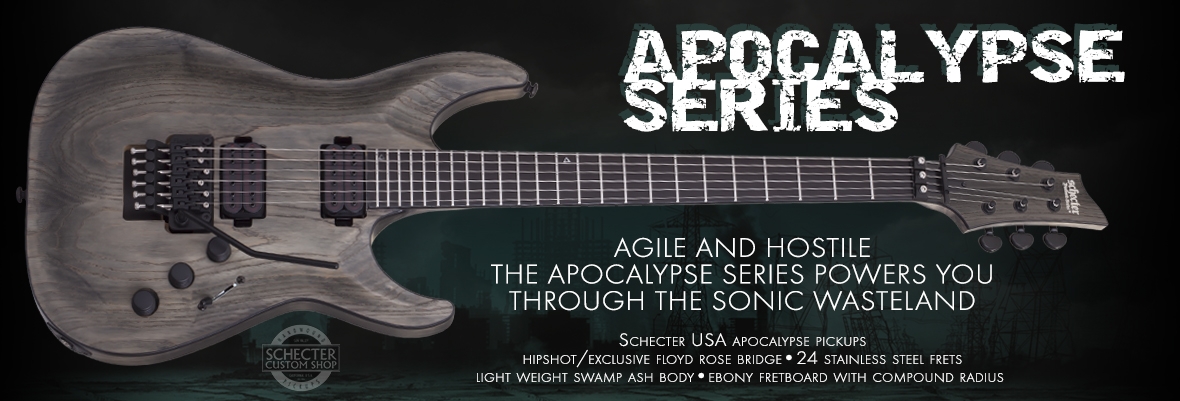 APOCALYPSE
SERIES
schecter
AGILE AND HOSTILE
THE APOCALYPSE SERIES POWERS YOU
THROUGH THE SONIC WASTELAND
SCHECTER USA APOCALYPSE PICKUPS
HIPSHOT/EXCLUSIVE FLOYD ROSE BRIDGE • 24 STAINLESS STEEL FRETS
LIGHT WEIGHT SWAMP ASH BODY • EBONY FRETBOARD WITH COMPOUND RADIUS
SCHECTER
CUSTOM SHOP
PICKUPS